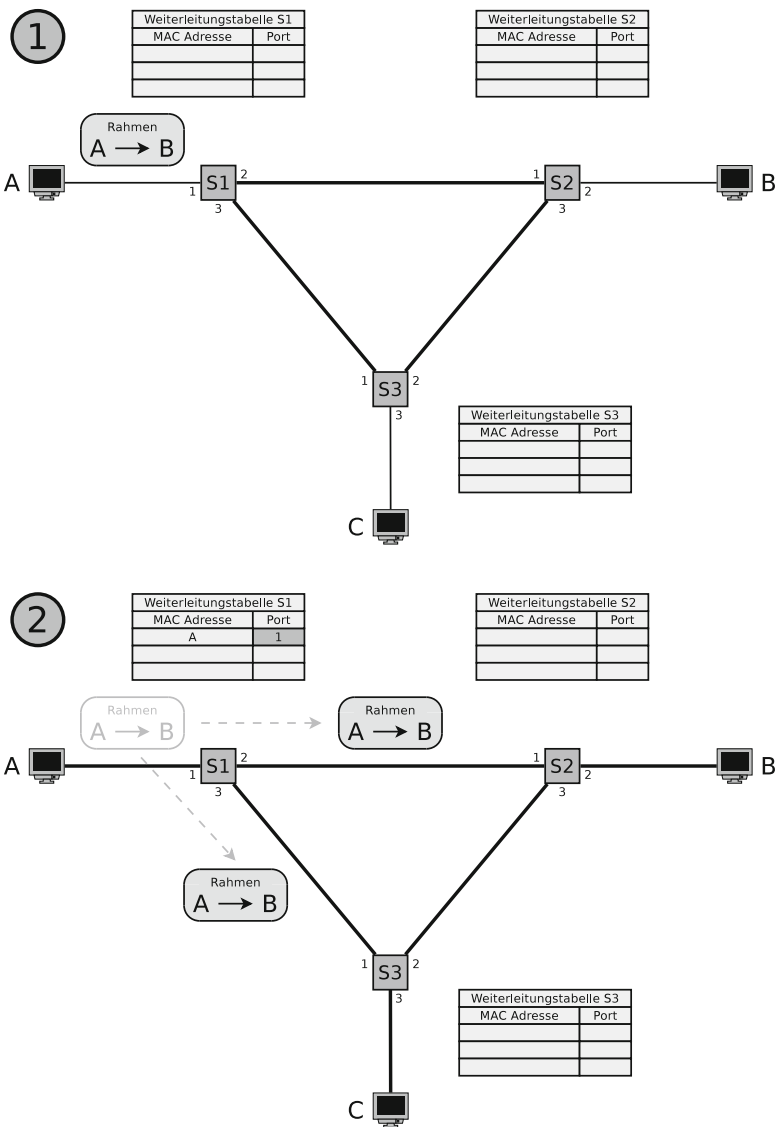 1
Weiterleitungstabelle S1
MAC Adresse Port
Weiterleitungstabelle S2
MAC Adresse Port
Rahmen
A → B
A
1
S1
2
3
1
S2
2
3
B
1
S3
2
3
Weiterleitungstabelle S3
MAC Adresse Port
C
2
Weiterleitungstabelle S1
MAC Adresse Port
A 1
Weiterleitungstabelle S2
MAC Adresse Port
Rahmen
A → B
Rahmen
A → B
A
1
S1
2
3
1
S2
2
3
B
Rahmen
A → B
1
S3
2
3
Weiterleitungstabelle S3
MAC Adresse Port
C